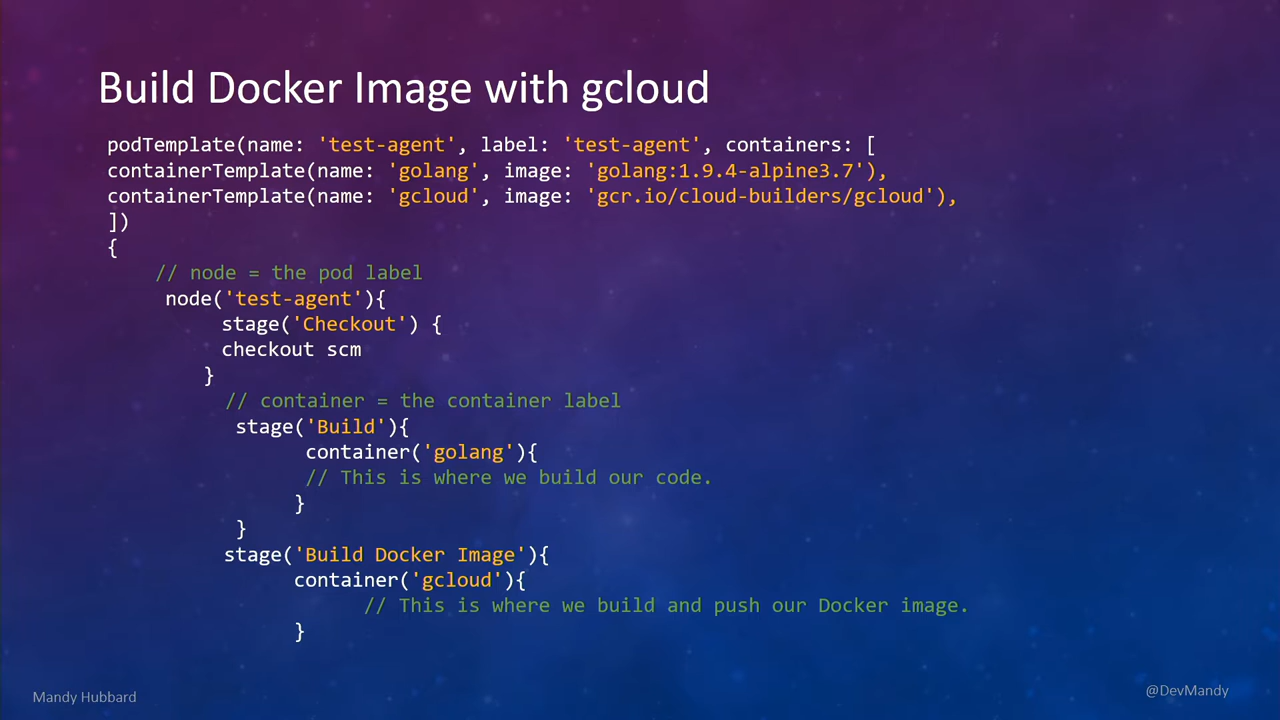 Build Docker Image with gcloud
podTemplate(name: 'test-agent', label: 'test-agent', containers: [
containerTemplate(name: 'golang', image: 'golang:1.9.4-alpine3.7'),
containerTemplate(name: 'gcloud', image: 'gcr.io/cloud-builders/gcloud'),
])
{
// node = the pod label
node('test-agent'){
stage('Checkout') {
checkout scm
}
// container = the container label
stage('Build'){
container('golang'){
// This is where we build our code.
}
}
stage('Build Docker Image'){
container('gcloud'){
// This is where we build and push our Docker image.
}
Mandy Hubbard
@DevMandy